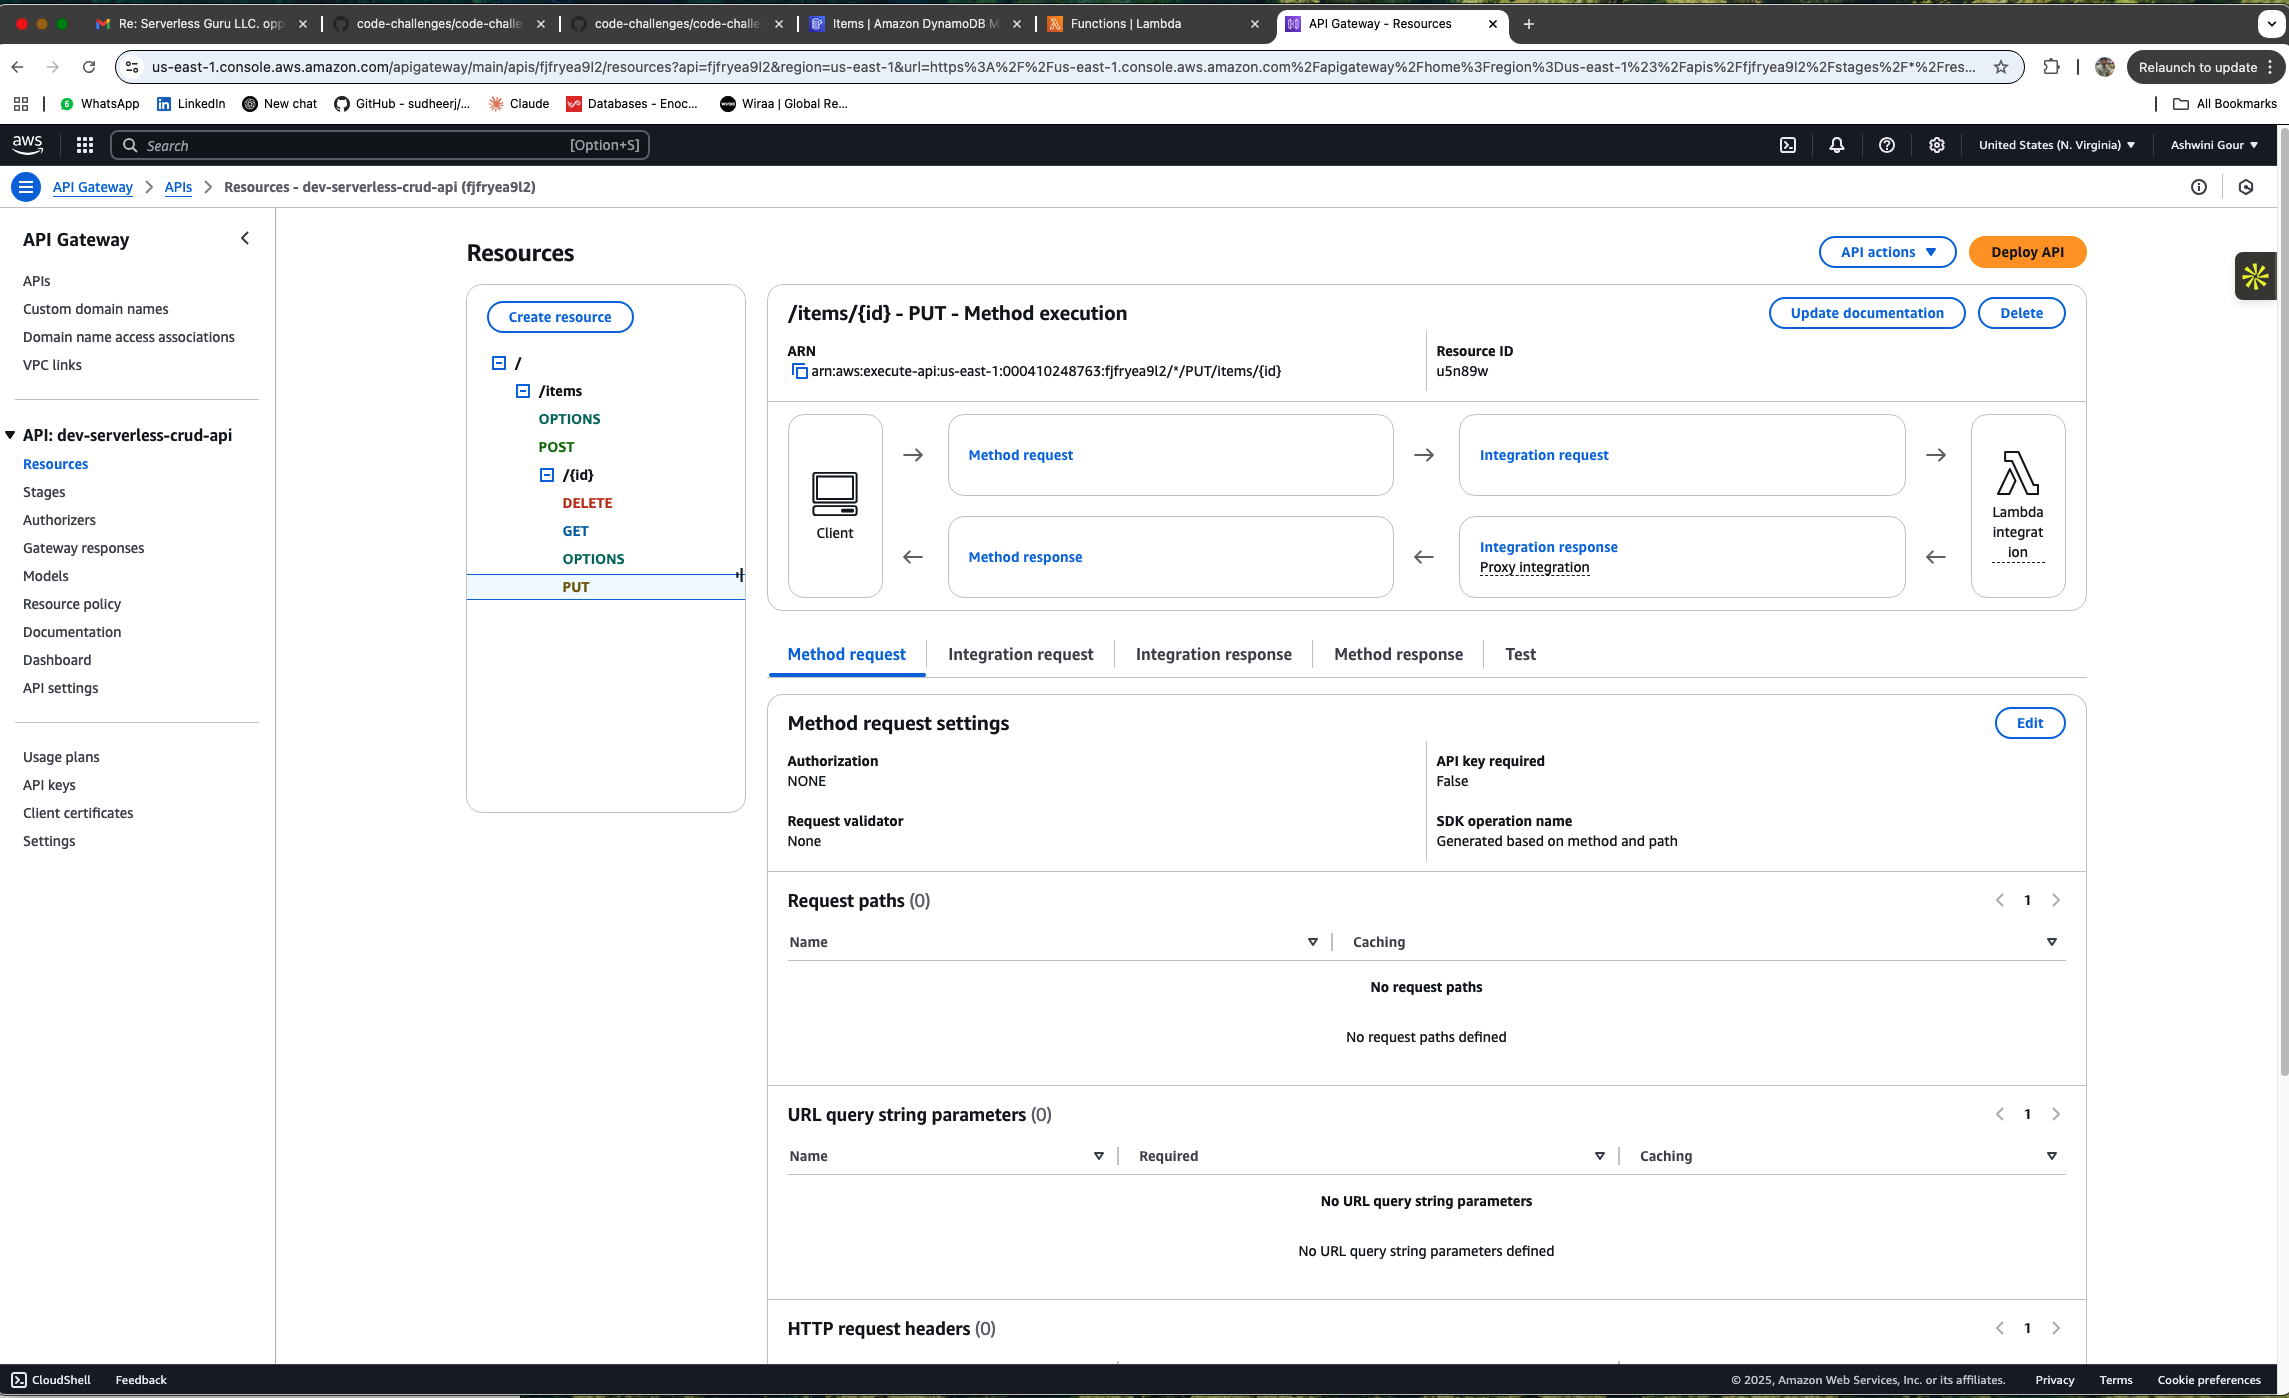 Re: Serverless Guru LLC. opp
code-challenges/code-challe
code-challenges/code-challe
Items | Amazon DynamoDB M
Functions | Lambda
API Gateway - Resources
us-east-1.console.aws.amazon.com/apigateway/main/apis/fjfryea9l2/resources?api=fjfryea9l2&region=us-east-1&url=https%3A%2F%2Fus-east-1.console.aws.amazon.com%2Fapigateway%2Fhome%3Fregion%3Dus-east-1%23%2Fapis%2Ffjfryea9l2%2Fstages%2F*%2Fres...
Relaunch to update
WhatsApp
LinkedIn
New chat
GitHub - sudheerj/...
Claude
Databases - Enoc...
Wiraa | Global Re...
All Bookmarks
aws
Search
[Option+S]
United States (N. Virginia)
Ashwini Gour
API Gateway
APIs
Resources - dev-serverless-crud-api (fjfryea9l2)
API Gateway
APIs
Custom domain names
Domain name access associations
VPC links
API: dev-serverless-crud-api
Resources
Stages
Authorizers
Gateway responses
Models
Resource policy
Documentation
Dashboard
API settings
Usage plans
API keys
Client certificates
Settings
Resources
API actions
Deploy API
Create resource
/
/items
OPTIONS
POST
/{id}
DELETE
GET
OPTIONS
PUT
/items/{id} - PUT - Method execution
Update documentation
Delete
ARN
arn:aws:execute-api:us-east-1:000410248763:fjfryea9l2/*/PUT/items/{id}
Resource ID
u5n89w
Client
Method request
Integration request
Method response
Integration response
Proxy integration
Lambda
integrat
ion
Method request
Integration request
Integration response
Method response
Test
Method request settings
Edit
Authorization
NONE
API key required
False
Request validator
None
SDK operation name
Generated based on method and path
Request paths (0)
1
Name
Caching
No request paths
No request paths defined
URL query string parameters (0)
1
Name
Required
Caching
No URL query string parameters
No URL query string parameters defined
HTTP request headers (0)
1
CloudShell
Feedback
© 2025, Amazon Web Services, Inc. or its affiliates.
Privacy
Terms
Cookie preferences